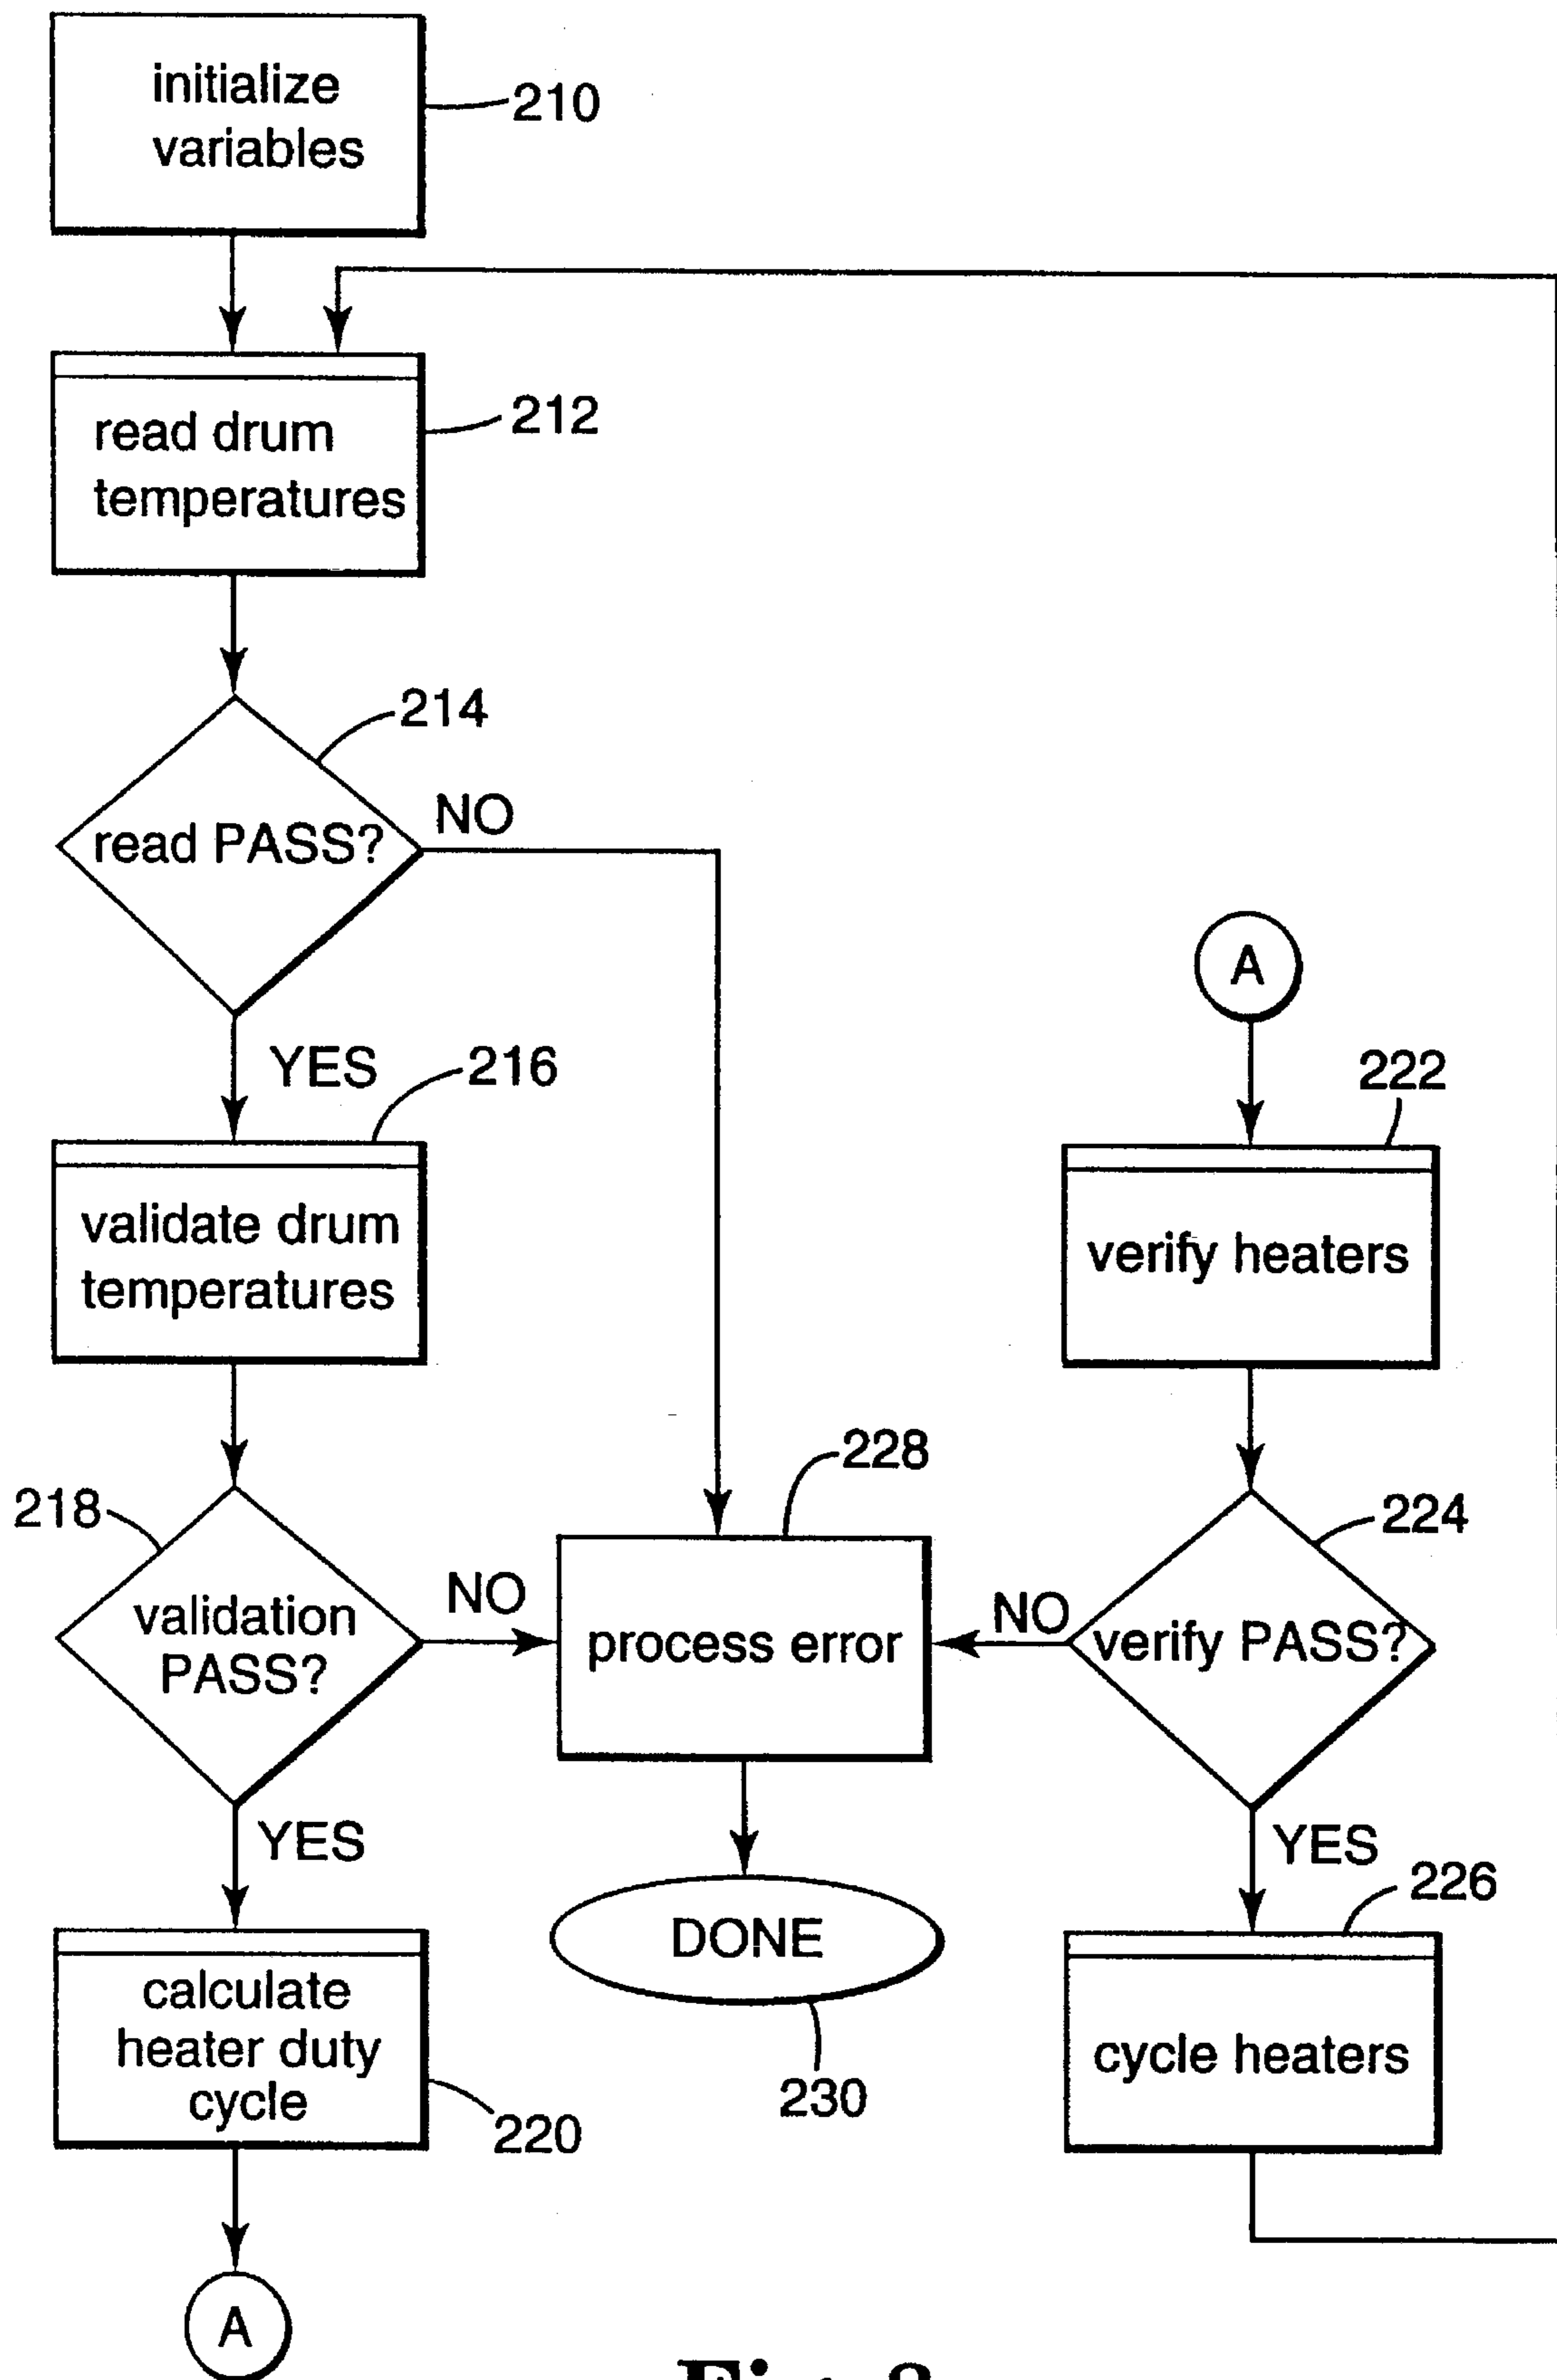 initialize
variables
210
read drum
temperatures
212
214
read PASS?
NO
YES
216
validate drum
temperatures
218
validation
PASS?
NO
YES
calculate
heater duty
cycle
220
A
228
process error
DONE
230
A
222
verify heaters
224
NO
verify PASS?
YES
226
cycle heaters